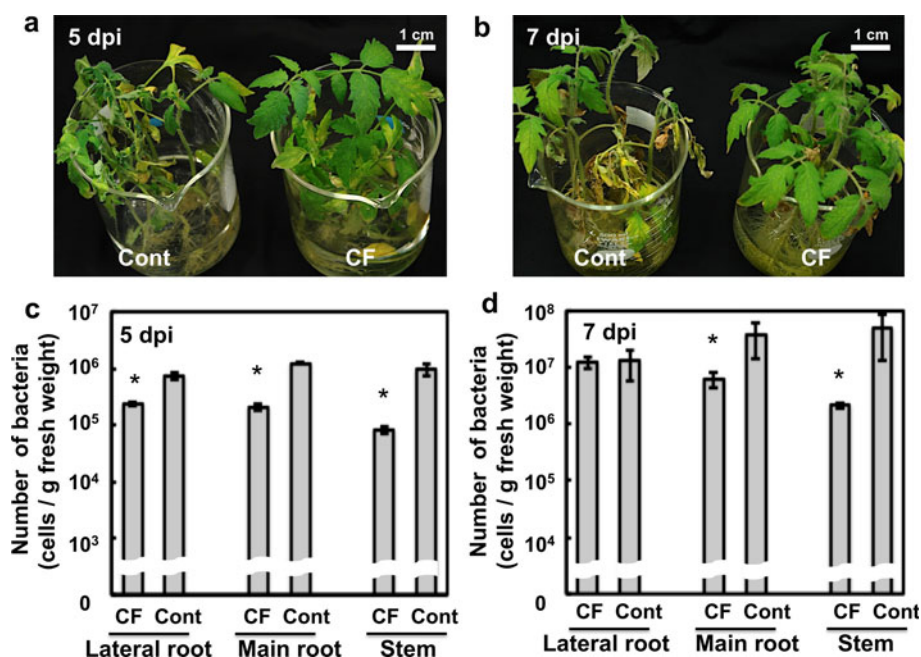 a
5 dpi
1 cm
Cont
CF
b
7 dpi
1 cm
Cont
CF
c
5 dpi
Number of bacteria
(cells / g fresh weight)
10⁷
10⁶
10⁵
10⁴
10³
0
*
*
*
CF Cont CF Cont CF Cont
Lateral root Main root Stem
d
7 dpi
Number of bacteria
(cells / g fresh weight)
10⁸
10⁷
10⁶
10⁵
10⁴
0
*
*
CF Cont CF Cont CF Cont
Lateral root Main root Stem